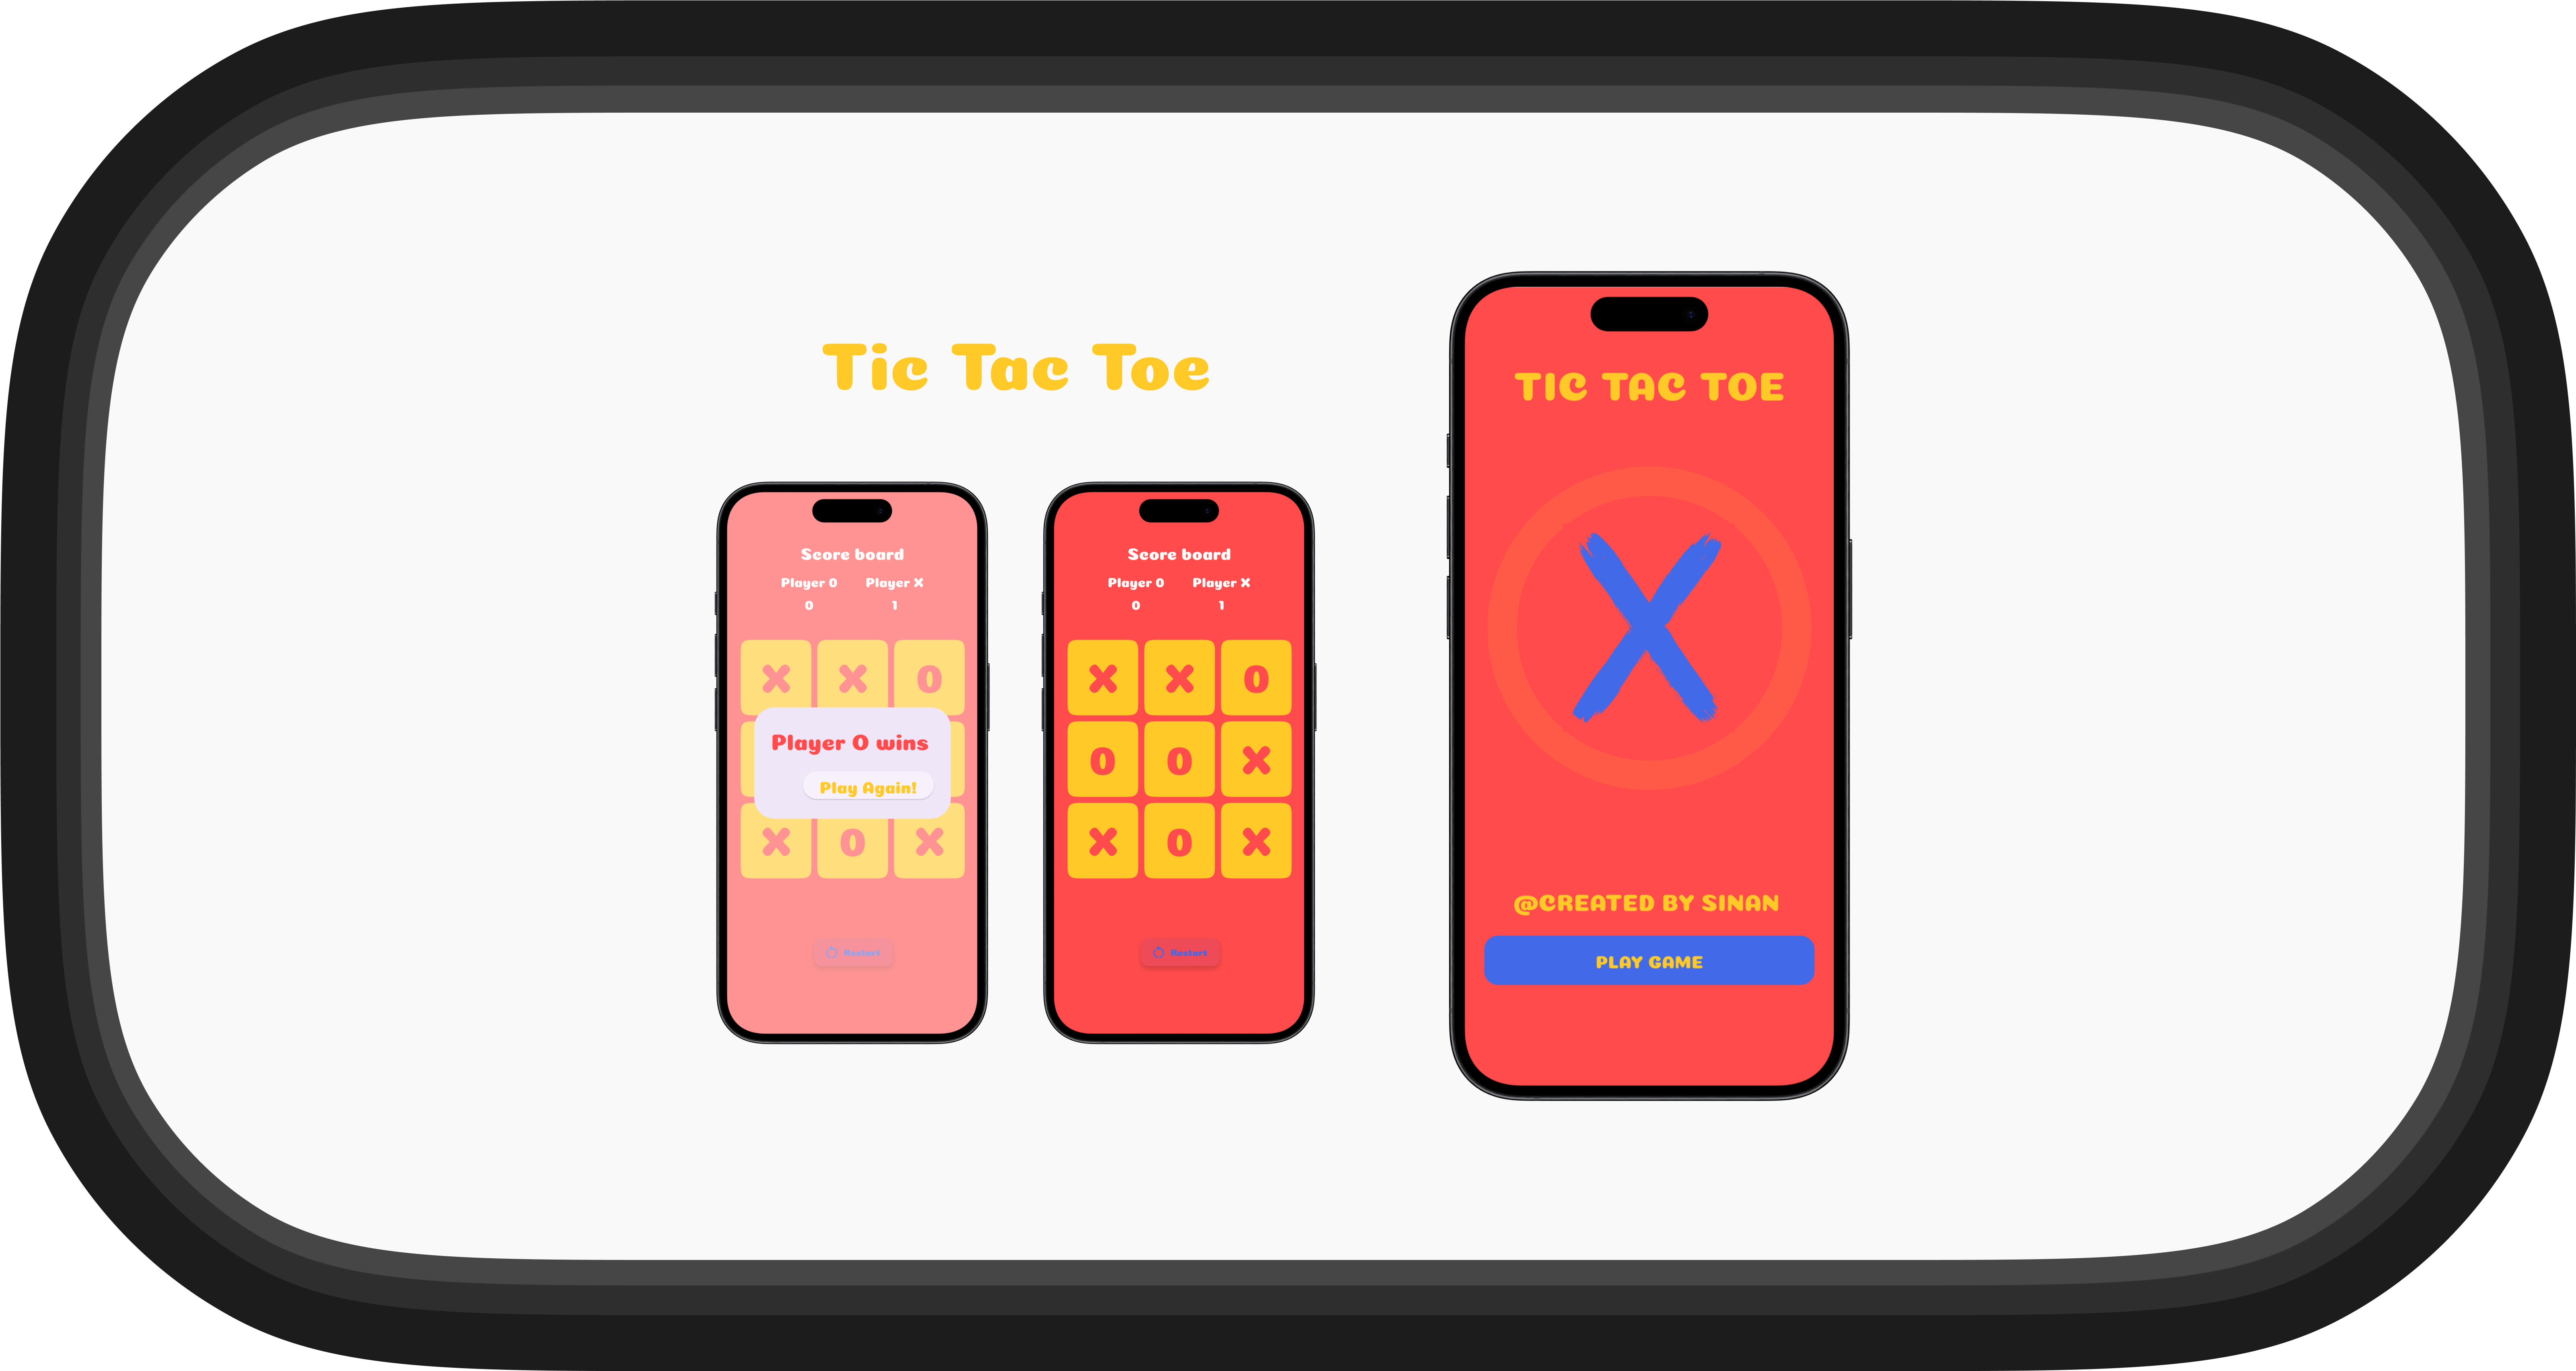 Tic Tac Toe
Score board
Player O Player X
0 1
X X O
Player O wins
Play Again!
X O X
Restart
Score board
Player O Player X
0 1
X X O
O O X
X O X
Restart
TIC TAC TOE
X
@CREATED BY SINAN
PLAY GAME